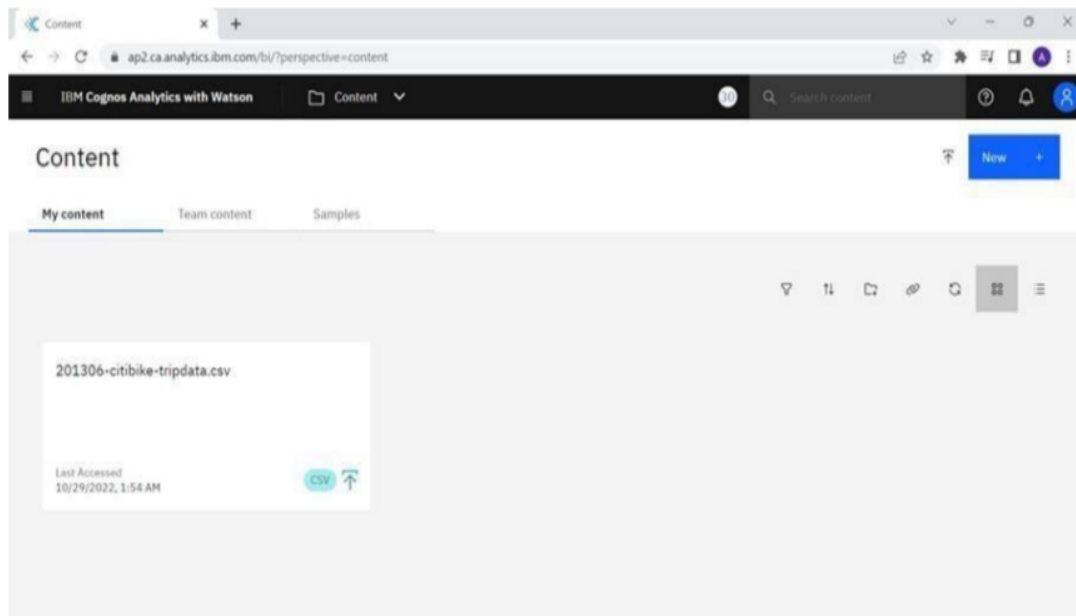 Content
ap2.ca.analytics.ibm.com/bi/?perspective=content
A
IBM Cognos Analytics with Watson
Content
30
Search content
Content
New +
My content
Team content
Samples
201306-citibike-tripdata.csv
Last Accessed
10/29/2022, 1:54 AM
CSV